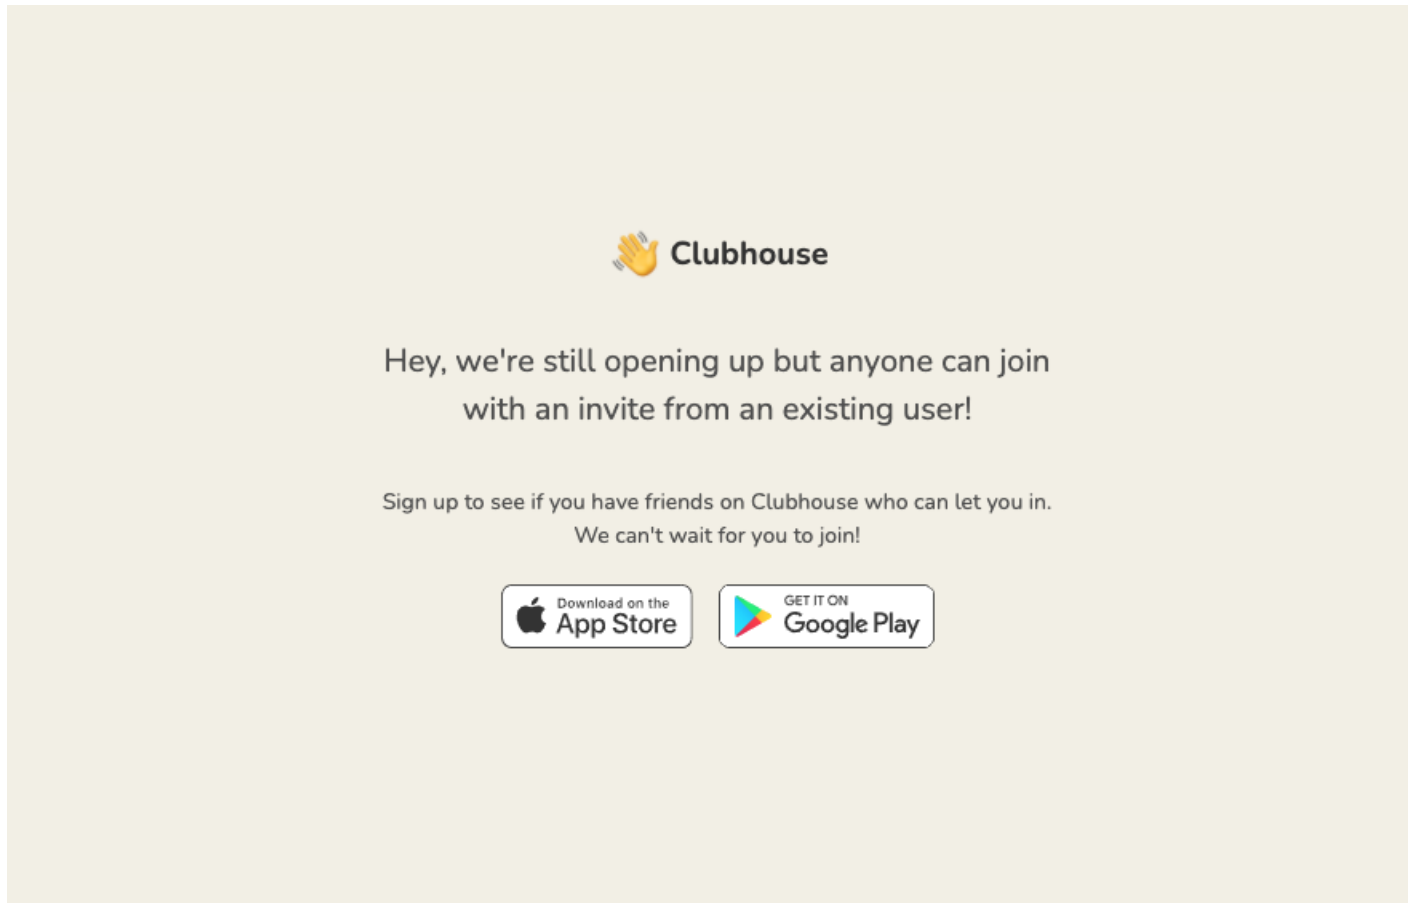 Clubhouse
Hey, we're still opening up but anyone can join
with an invite from an existing user!
Sign up to see if you have friends on Clubhouse who can let you in.
We can't wait for you to join!
Download on the
App Store
GET IT ON
Google Play